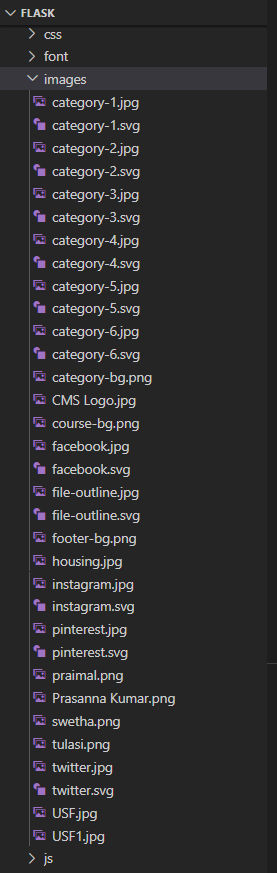 FLASK
css
font
images
category-1.jpg
category-1.svg
category-2.jpg
category-2.svg
category-3.jpg
category-3.svg
category-4.jpg
category-4.svg
category-5.jpg
category-5.svg
category-6.jpg
category-6.svg
category-bg.png
CMS Logo.jpg
course-bg.png
facebook.jpg
facebook.svg
file-outline.jpg
file-outline.svg
footer-bg.png
housing.jpg
instagram.jpg
instagram.svg
pinterest.jpg
pinterest.svg
praimal.png
Prasanna Kumar.png
swetha.png
tulasi.png
twitter.jpg
twitter.svg
USF.jpg
USF1.jpg
js